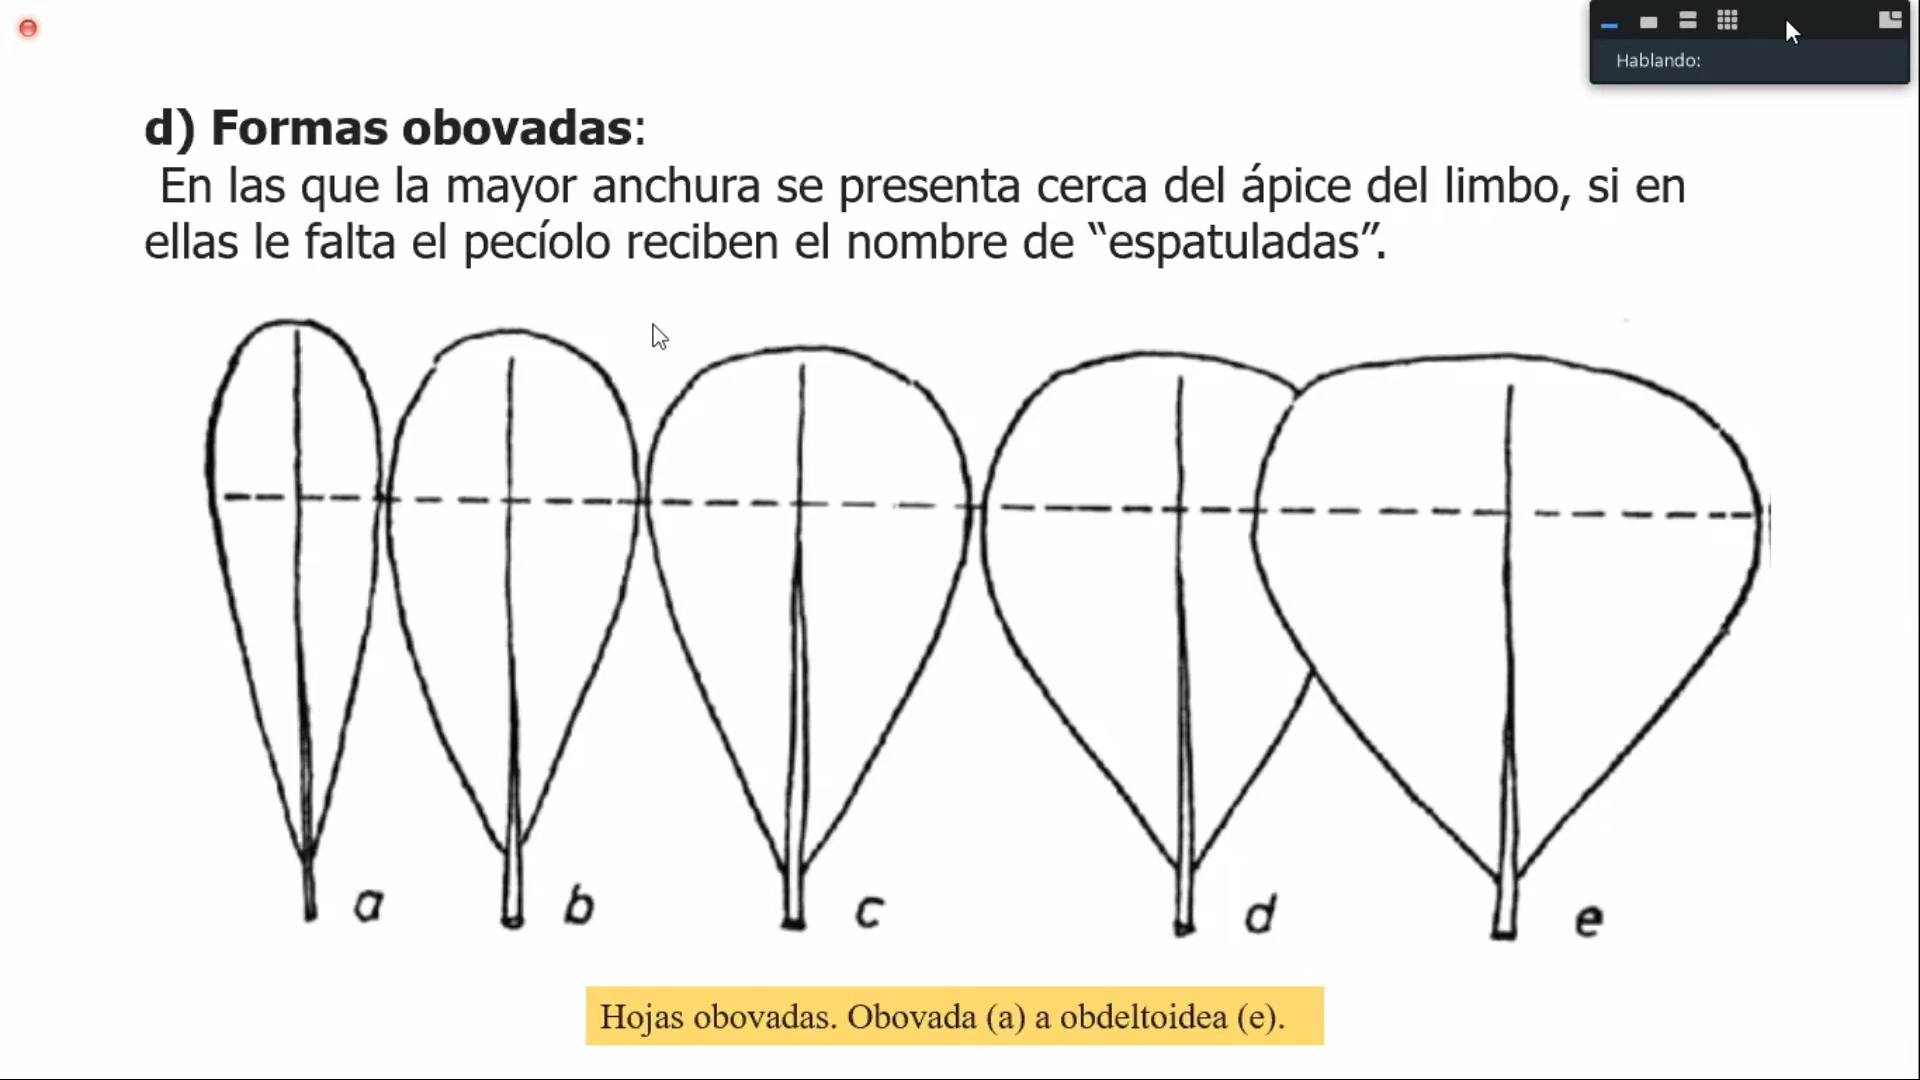 Hablando:
d) Formas obovadas:
En las que la mayor anchura se presenta cerca del ápice del limbo, si en
ellas le falta el pecíolo reciben el nombre de “espatuladas”.
a b c d e
Hojas obovadas. Obovada (a) a obdeltoidea (e).